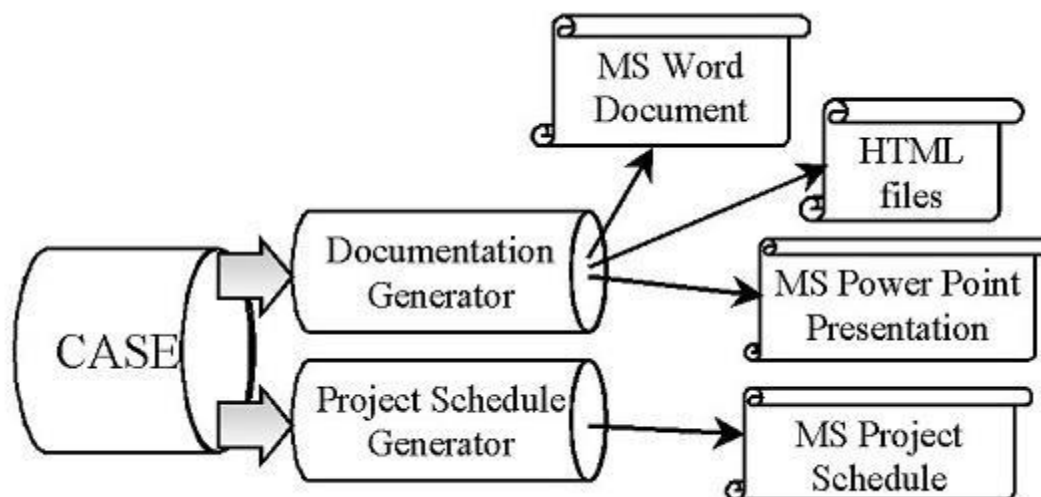 MS Word
Document
HTML
files
Documentation
Generator
MS Power Point
Presentation
CASE
Project Schedule
Generator
MS Project
Schedule